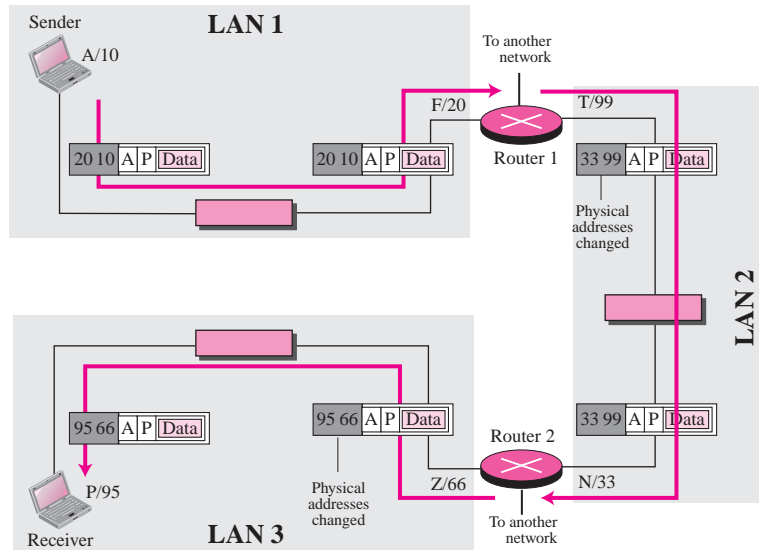 Sender
LAN 1
A/10
To another
network
F/20
T/99
20 10 A P Data
20 10 A P Data
Router 1
33 99 A P Data
Physical
addresses
changed
LAN 2
95 66 A P Data
95 66 A P Data
33 99 A P Data
Router 2
P/95
Physical
addresses
changed
Z/66
N/33
To another
network
Receiver
LAN 3